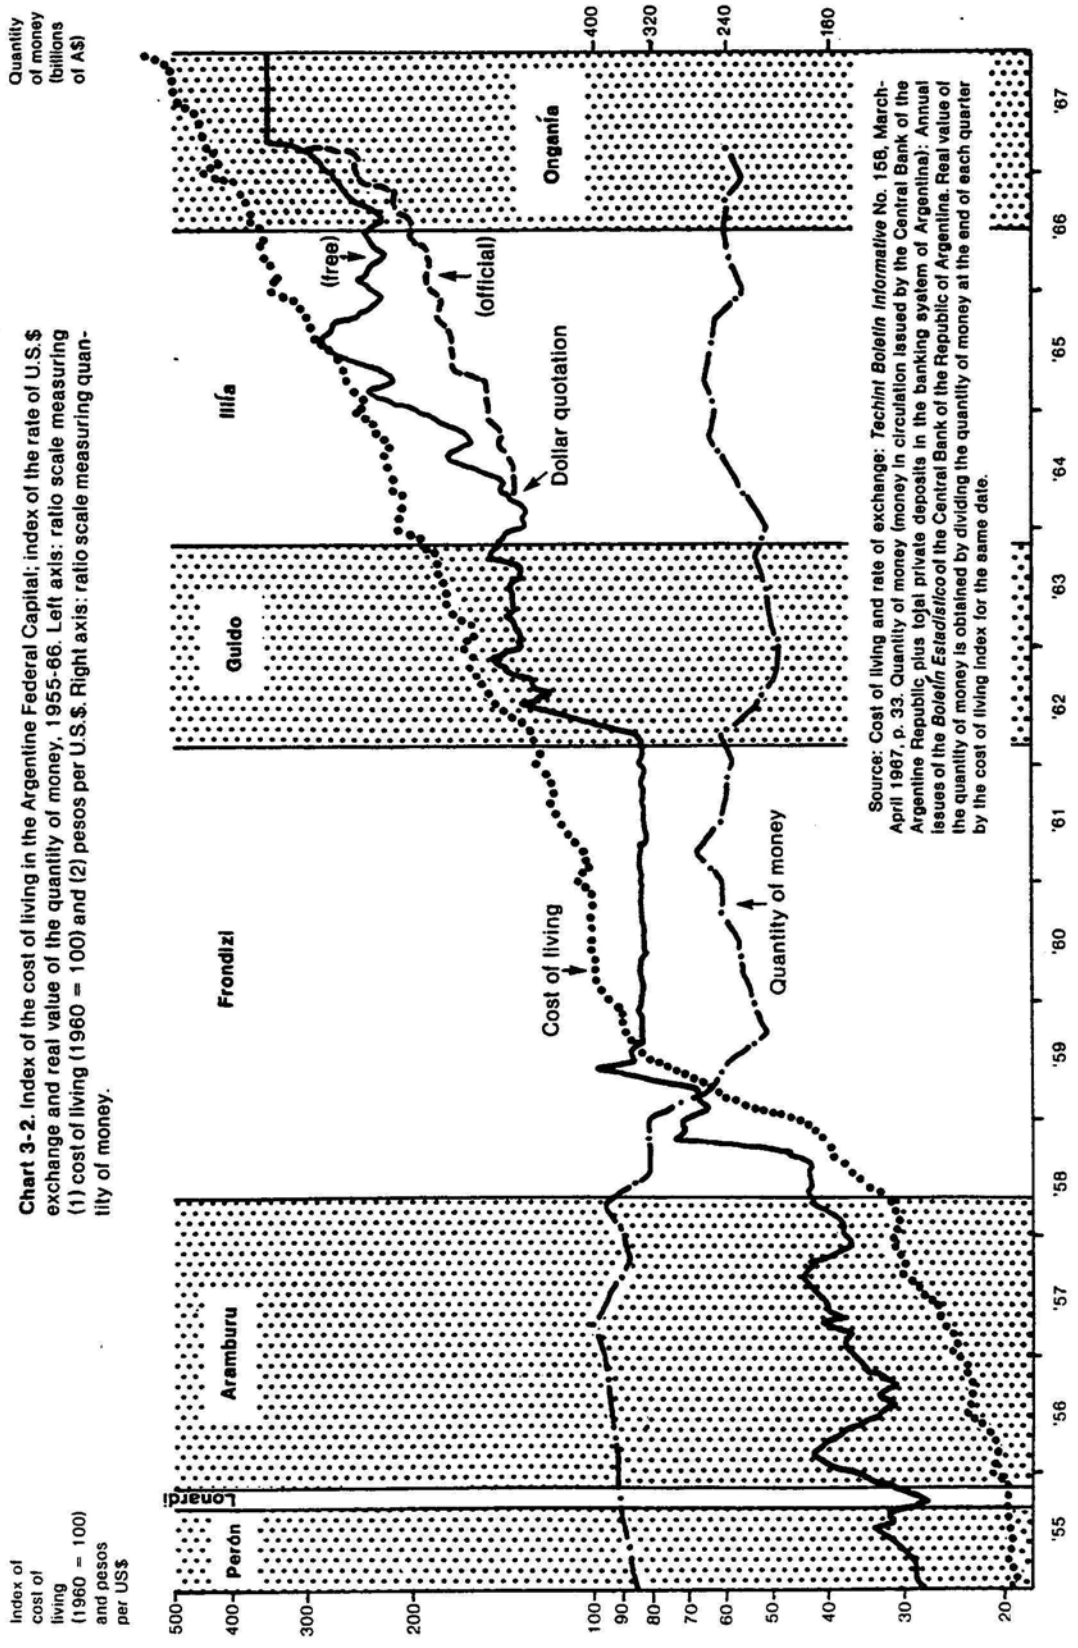 Chart 3-2. Index of the cost of living in the Argentine Federal Capital; index of the rate of U.S.$
exchange and real value of the quantity of money, 1955-66. Left axis: ratio scale measuring
(1) cost of living (1960 = 100) and (2) pesos per U.S.$. Right axis: ratio scale measuring quan-
tity of money.
Index of
cost of
living
(1960 = 100)
and pesos
per US$
Quantity
of money
(billions
of A$)
500
400
300
200
100
90
80
70
60
50
40
30
20
400
320
240
160
Perón
Lonardi
Aramburu
Frondizi
Guido
Illía
Onganía
Cost of living
Quantity of money
Dollar quotation
(free)
(official)
'55
'56
'57
'58
'59
'60
'61
'62
'63
'64
'65
'66
'67
Source: Cost of living and rate of exchange: Techint Boletin Informative No. 158, March-
April 1967, p. 33. Quantity of money (money in circulation issued by the Central Bank of the
Argentine Republic plus total private deposits in the banking system of Argentina): Annual
issues of the Boletín Estadístico of the Central Bank of the Republic of Argentina. Real value of
the quantity of money is obtained by dividing the quantity of money at the end of each quarter
by the cost of living index for the same date.